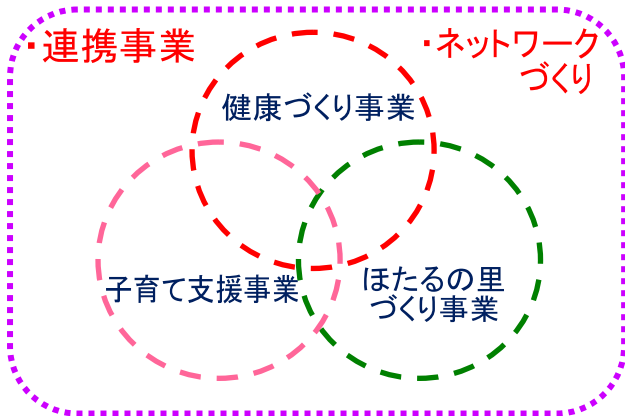 ・連携事業
・ネットワーク
づくり
健康づくり事業
子育て支援事業
ほたるの里
づくり事業